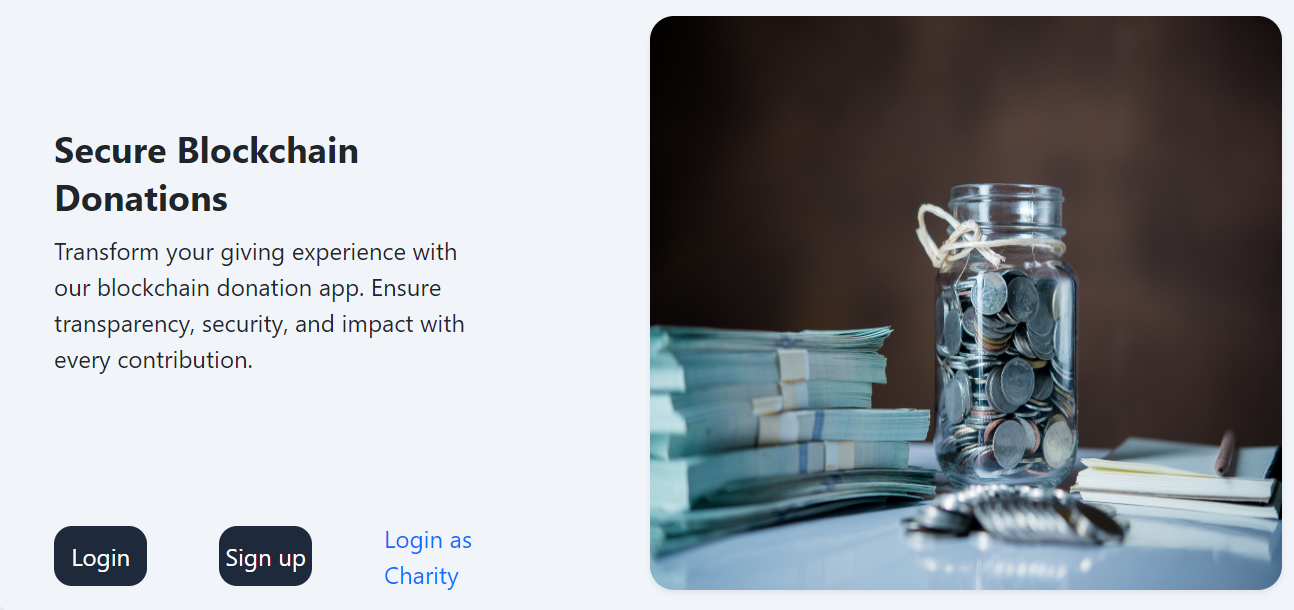 Secure Blockchain
Donations
Transform your giving experience with
our blockchain donation app. Ensure
transparency, security, and impact with
every contribution.
Login
Sign up
Login as
Charity